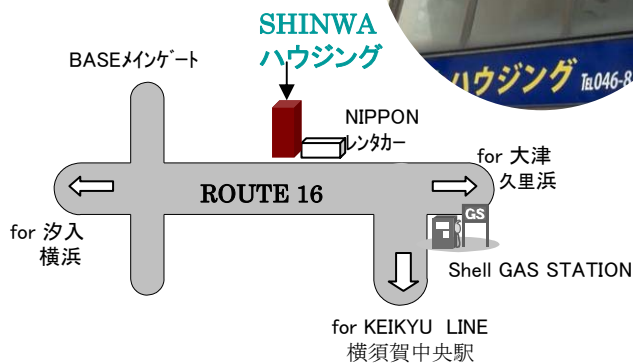 SHINWA
ハウジング
BASEメインゲート
ハウジング TEL046-8
NIPPON
レンタカー
for 大津
久里浜
ROUTE 16
for 汐入
横浜
GS
Shell GAS STATION
for KEIKYU LINE
横須賀中央駅